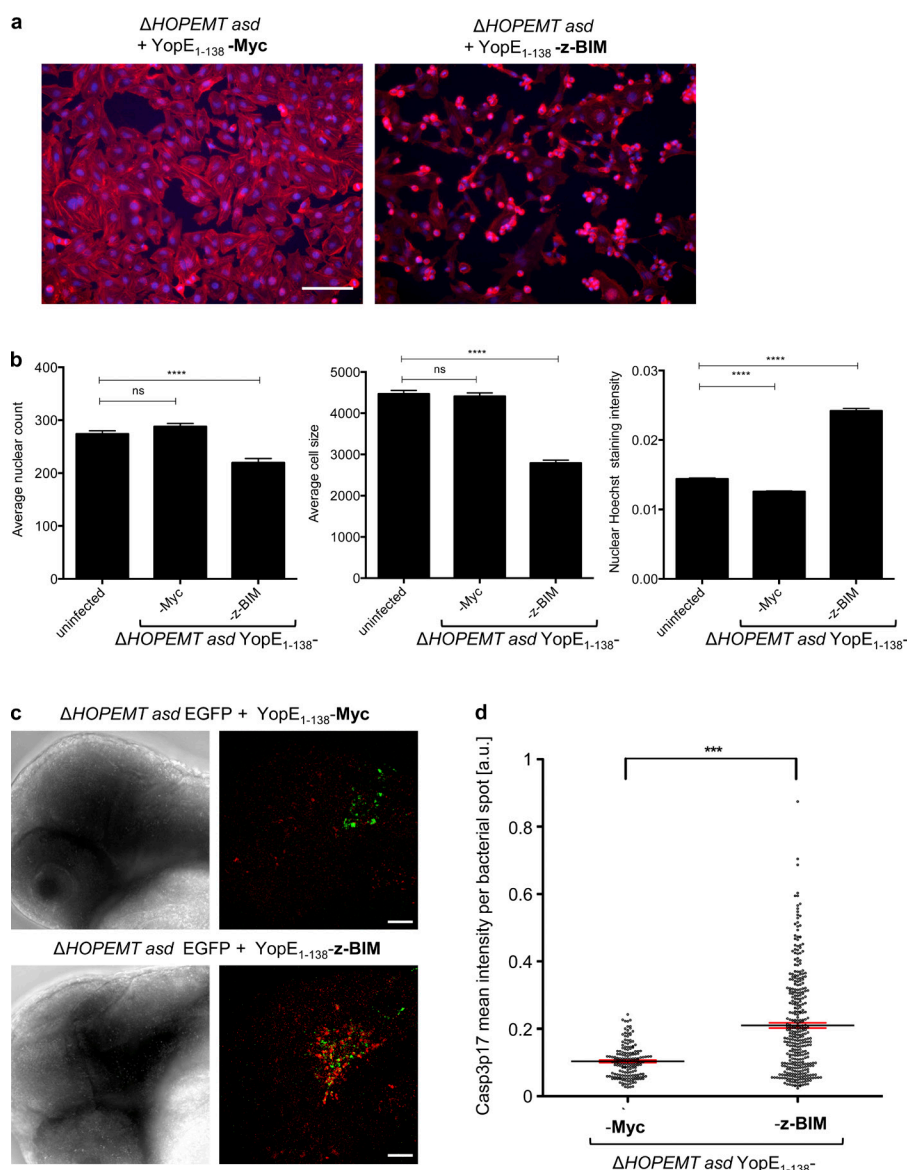 a
ΔHOPEMT asd
+ YopE1-138 -Myc
ΔHOPEMT asd
+ YopE1-138 -z-BIM
b
Average nuclear count
400
300
200
100
0
****
ns
uninfected
-Myc
-z-BIM
ΔHOPEMT asd YopE1-138-
Average cell size
5000
4000
3000
2000
1000
0
****
ns
uninfected
-Myc
-z-BIM
Nuclear Hoechst staining intensity
0.03
0.02
0.01
0.00
****
****
uninfected
-Myc
-z-BIM
ΔHOPEMT asd YopE1-138-
c
ΔHOPEMT asd EGFP + YopE1-138-Myc
ΔHOPEMT asd EGFP + YopE1-138-z-BIM
d
Casp3p17 mean intensity per bacterial spot [a.u.]
1
0.8
0.6
0.4
0.2
0
***
-Myc
-z-BIM
ΔHOPEMT asd YopE1-138-